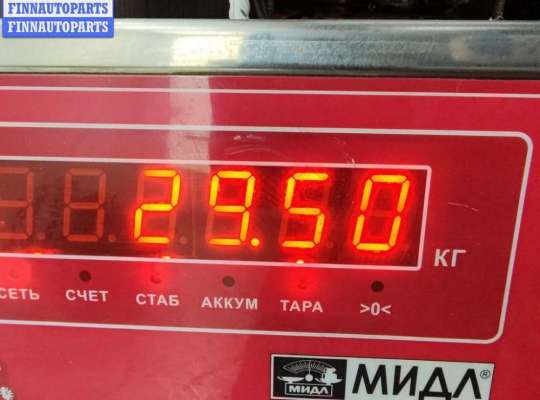 FINNAUTOPARTS
FINNAUTOPARTS
29.50
КГ
СЕТЬ СЧЕТ СТАБ АККУМ ТАРА >0<
МИДЛ МИДЛ®